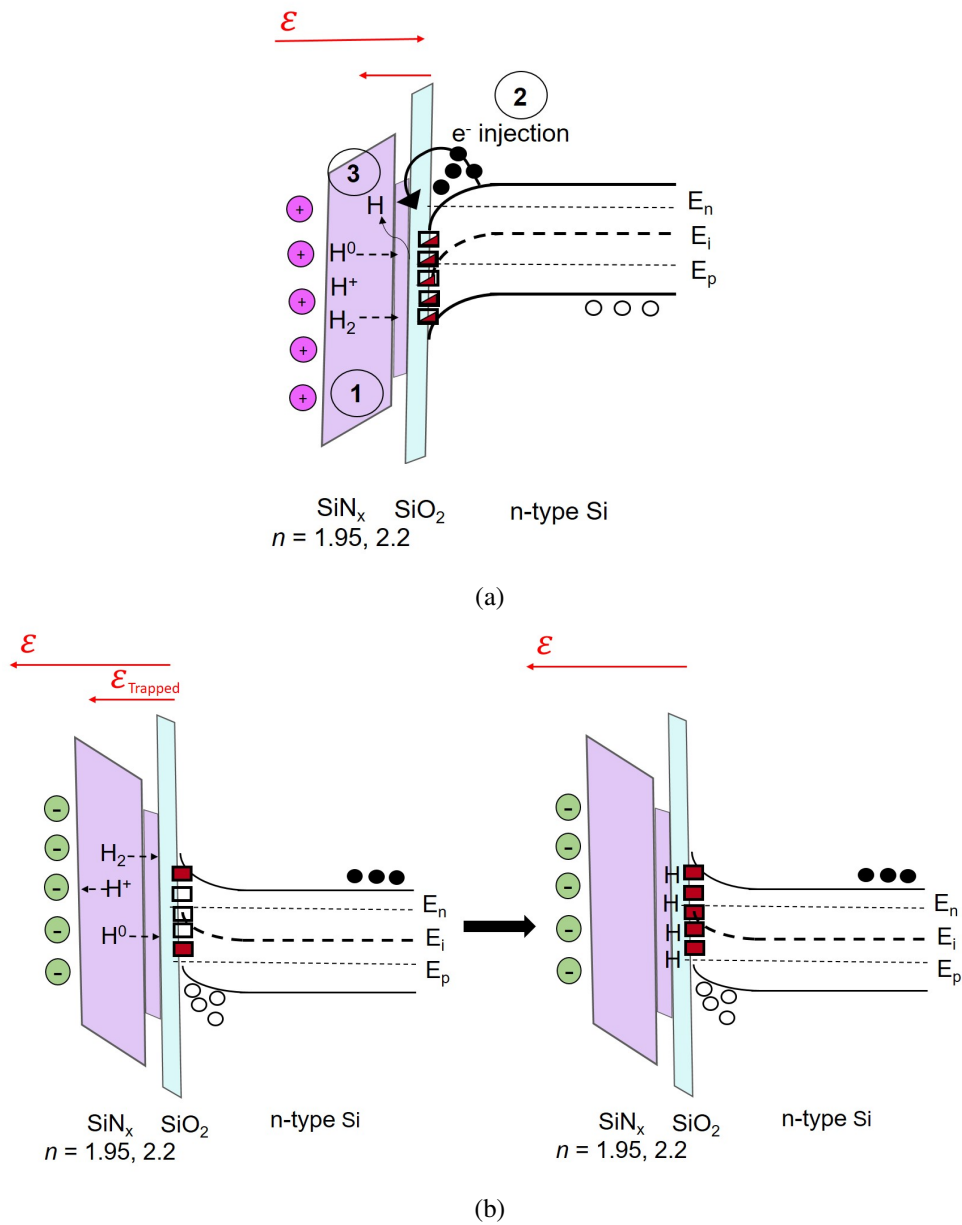 ε
2
e⁻ injection
3
H
Eₙ
Eᵢ
Eₚ
H⁰
H⁺
H₂
+
+
+
+
+
1
SiNₓ SiO₂ n-type Si
n = 1.95, 2.2
(a)
ε
ε Trapped
-
-
-
-
-
H₂
H⁺
H⁰
Eₙ
Eᵢ
Eₚ
SiNₓ SiO₂ n-type Si
n = 1.95, 2.2
ε
-
-
-
-
-
H
H
H
H
Eₙ
Eᵢ
Eₚ
SiNₓ SiO₂ n-type Si
n = 1.95, 2.2
(b)